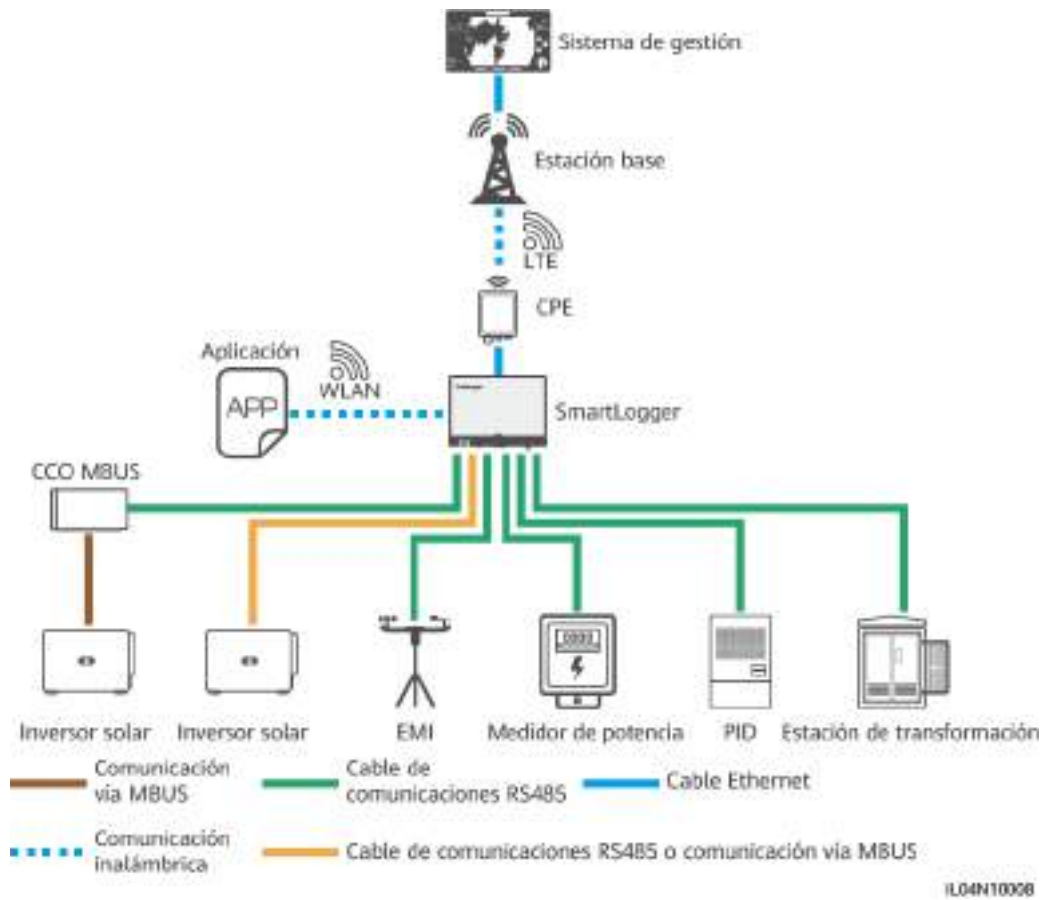 Sistema de gestión
Estación base
LTE
CPE
Aplicación
WLAN
APP
SmartLogger
CCO MBUS
Inversor solar
Inversor solar
EMI
Medidor de potencia
PID
Estación de transformación
Comunicación
via MBUS
Cable de
comunicaciones RS485
Cable Ethernet
Comunicación
inalámbrica
Cable de comunicaciones RS485 o comunicación via MBUS
IL04N10008